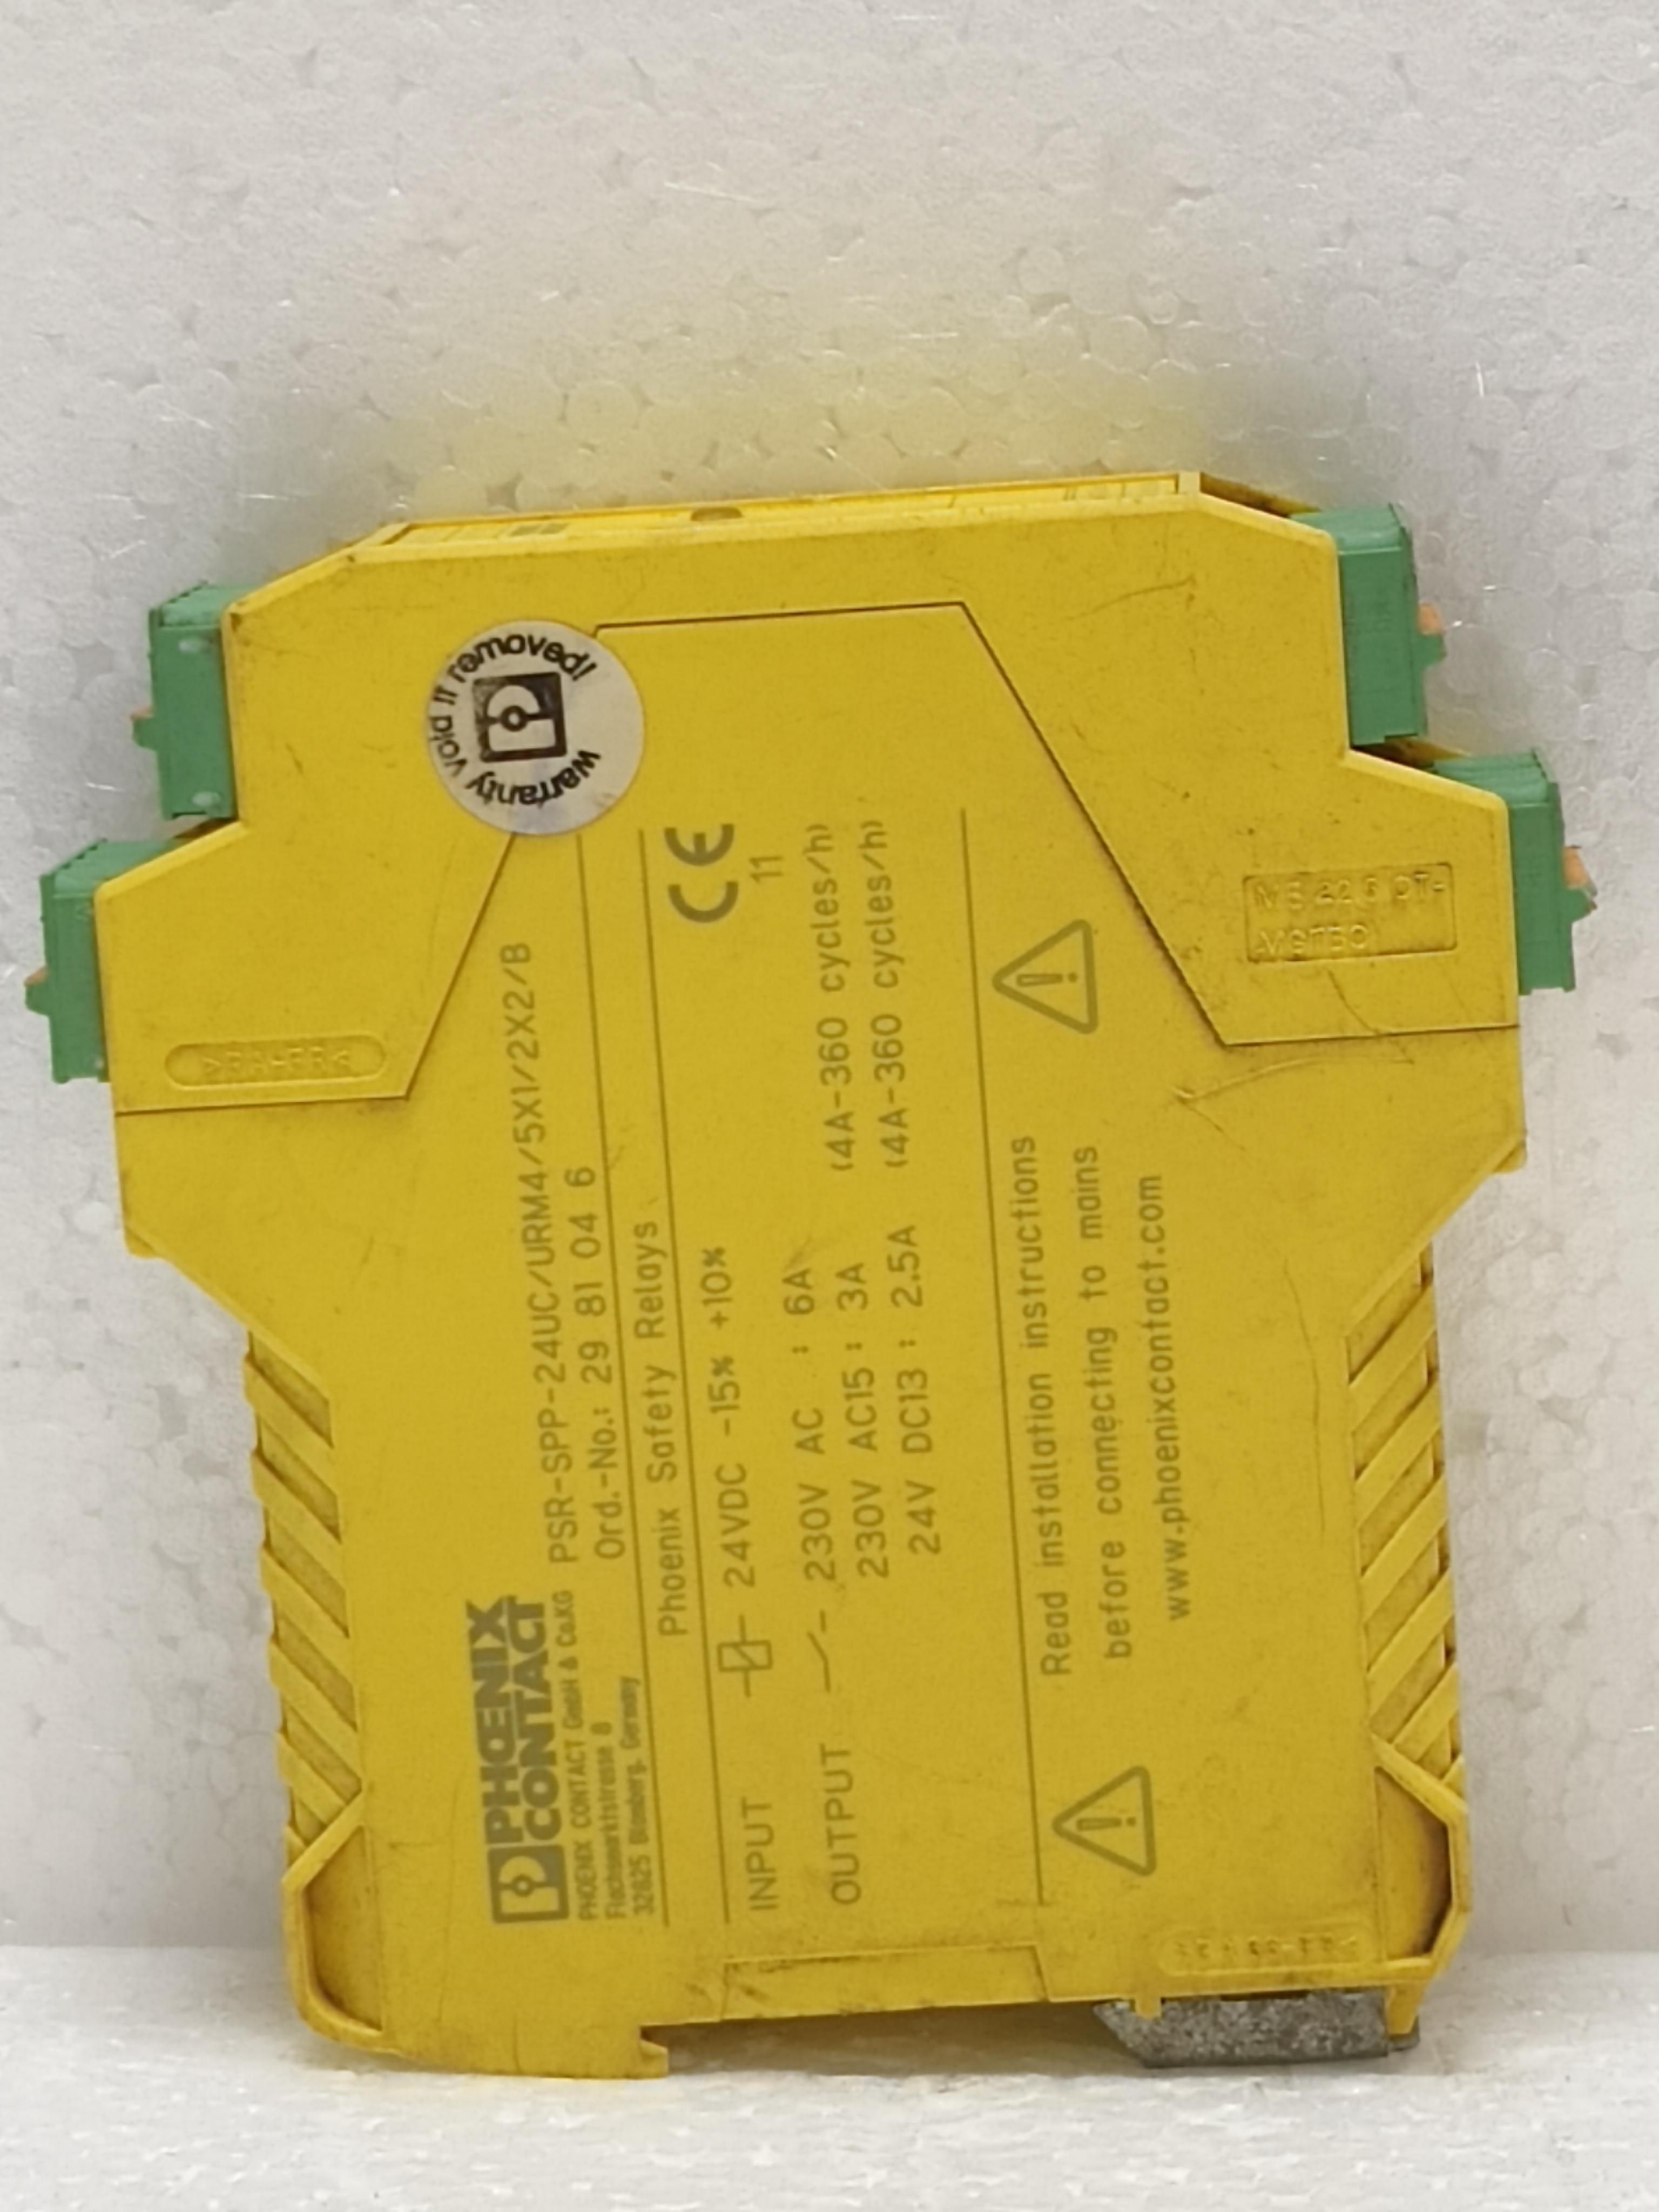 warranty void if removed!
PHŒNIX
CONTACT
PHOENIX CONTACT GmbH & Co.KG
Flachsmarktstrasse 8
32825 Blomberg, Germany
PSR-SPP-24UC/URM4/5X1/2X2/B
Ord.-No.: 29 81 04 6
Phoenix Safety Relays
CE
11
INPUT 24VDC -15% +10%
OUTPUT 230V AC : 6A
230V AC15 : 3A (4A-360 cycles/h)
24V DC13 : 2.5A (4A-360 cycles/h)
Read installation instructions
before connecting to mains
www.phoenixcontact.com